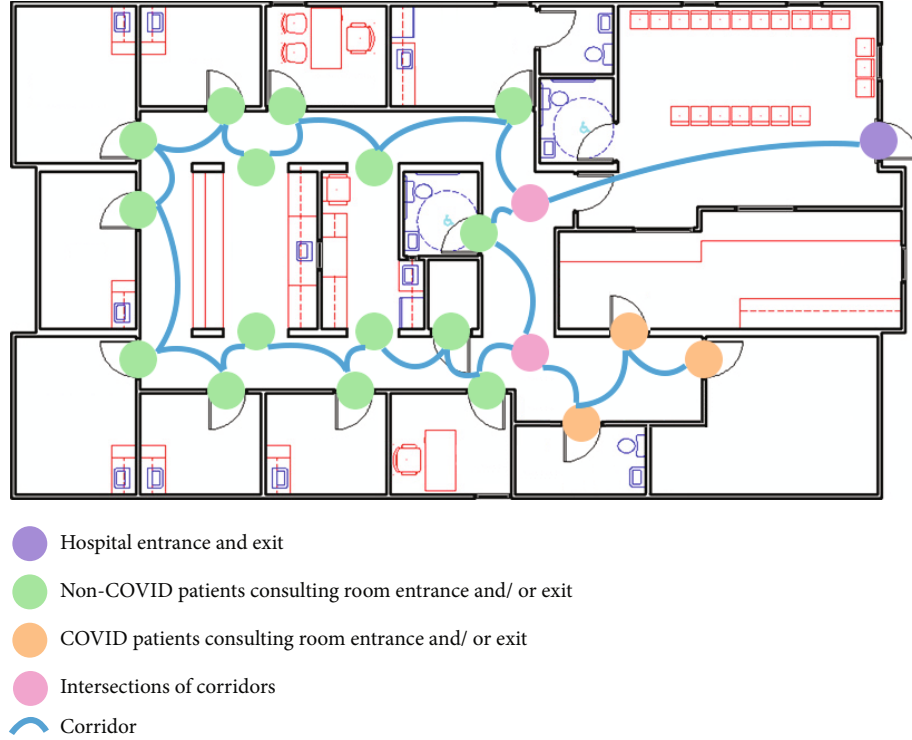 Hospital entrance and exit
Non-COVID patients consulting room entrance and/ or exit
COVID patients consulting room entrance and/ or exit
Intersections of corridors
Corridor